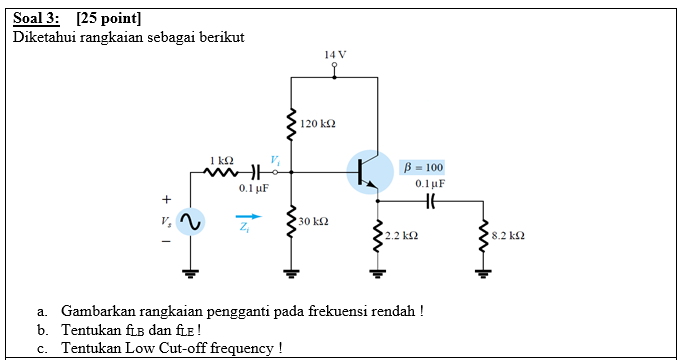 Soal 3: [25 point]
Diketahui rangkaian sebagai berikut
14 V
120 kΩ
1 kΩ
Vi
β = 100
0.1 µF
0.1 µF
+
Vs
Zi
30 kΩ
2.2 kΩ
8.2 kΩ
−
a. Gambarkan rangkaian pengganti pada frekuensi rendah !
b. Tentukan fLB dan fLE !
c. Tentukan Low Cut-off frequency !